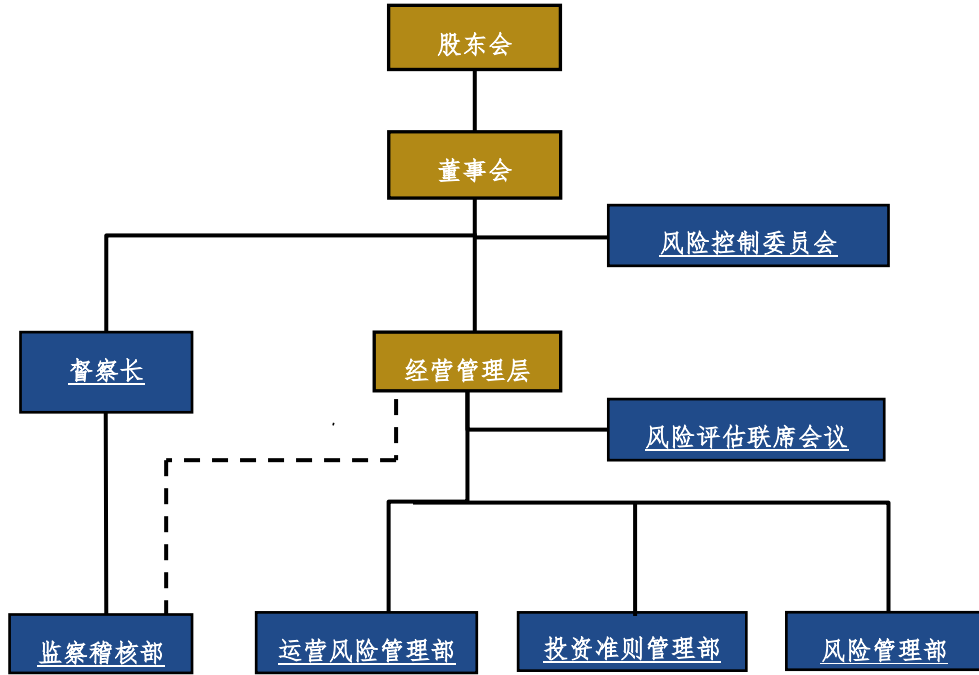 股东会
董事会
风险控制委员会
督察长
经营管理层
风险评估联席会议
监察稽核部
运营风险管理部
投资准则管理部
风险管理部